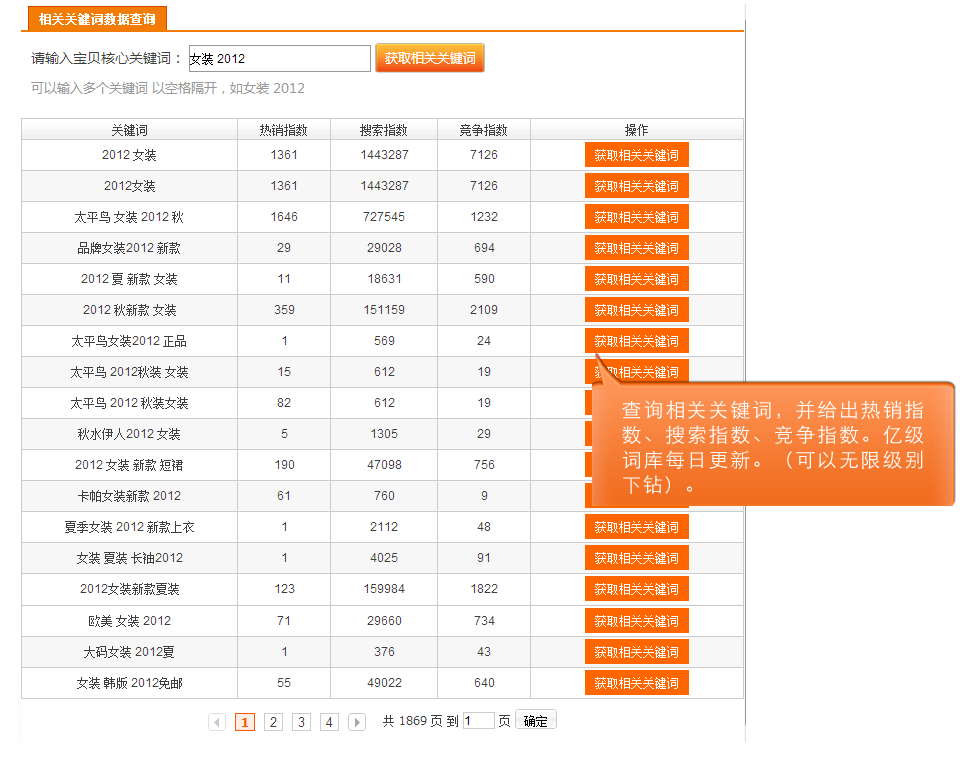 相关关键词数据查询
请输入宝贝核心关键词： 女装 2012 获取相关关键词
可以输入多个关键词 以空格隔开，如女装 2012
关键词 热销指数 搜索指数 竞争指数 操作
2012 女装 1361 1443287 7126 获取相关关键词
2012女装 1361 1443287 7126 获取相关关键词
太平鸟 女装 2012 秋 1646 727545 1232 获取相关关键词
品牌女装2012 新款 29 29028 694 获取相关关键词
2012 夏 新款 女装 11 18631 590 获取相关关键词
2012 秋新款 女装 359 151159 2109 获取相关关键词
太平鸟女装2012 正品 1 569 24 获取相关关键词
太平鸟 2012秋装 女装 15 612 19 获取相关关键词
太平鸟 2012 秋装女装 82 612 19
秋水伊人2012 女装 5 1305 29
2012 女装 新款 短裙 190 47098 756
卡帕女装新款 2012 61 760 9
查询相关关键词，并给出热销指
数、搜索指数、竞争指数。亿级
词库每日更新。（可以无限级别
下钻）。
夏季女装 2012 新款上衣 1 2112 48 获取相关关键词
女装 夏装 长袖2012 1 4025 91 获取相关关键词
2012女装新款夏装 123 159984 1822 获取相关关键词
欧美 女装 2012 71 29660 734 获取相关关键词
大码女装 2012夏 1 376 43 获取相关关键词
女装 韩版 2012免邮 55 49022 640 获取相关关键词
1 2 3 4 共 1869 页 到 1 页 确定